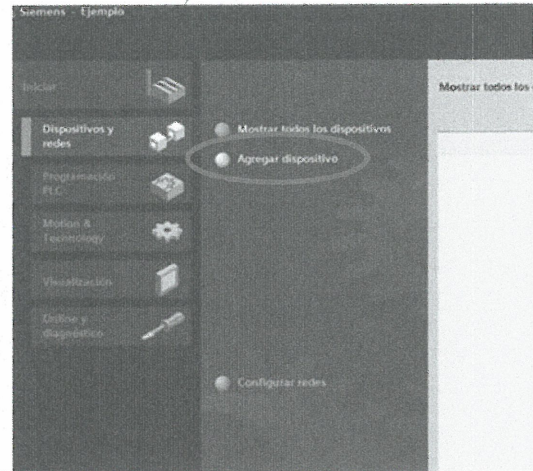 Siemens - Ejemplo
Iniciar
Dispositivos y
redes
Programación
PLC
Motion &
Technology
Visualización
Online y
diagnóstico
Mostrar todos los dispositivos
Agregar dispositivo
Configurar redes
Mostrar todos los